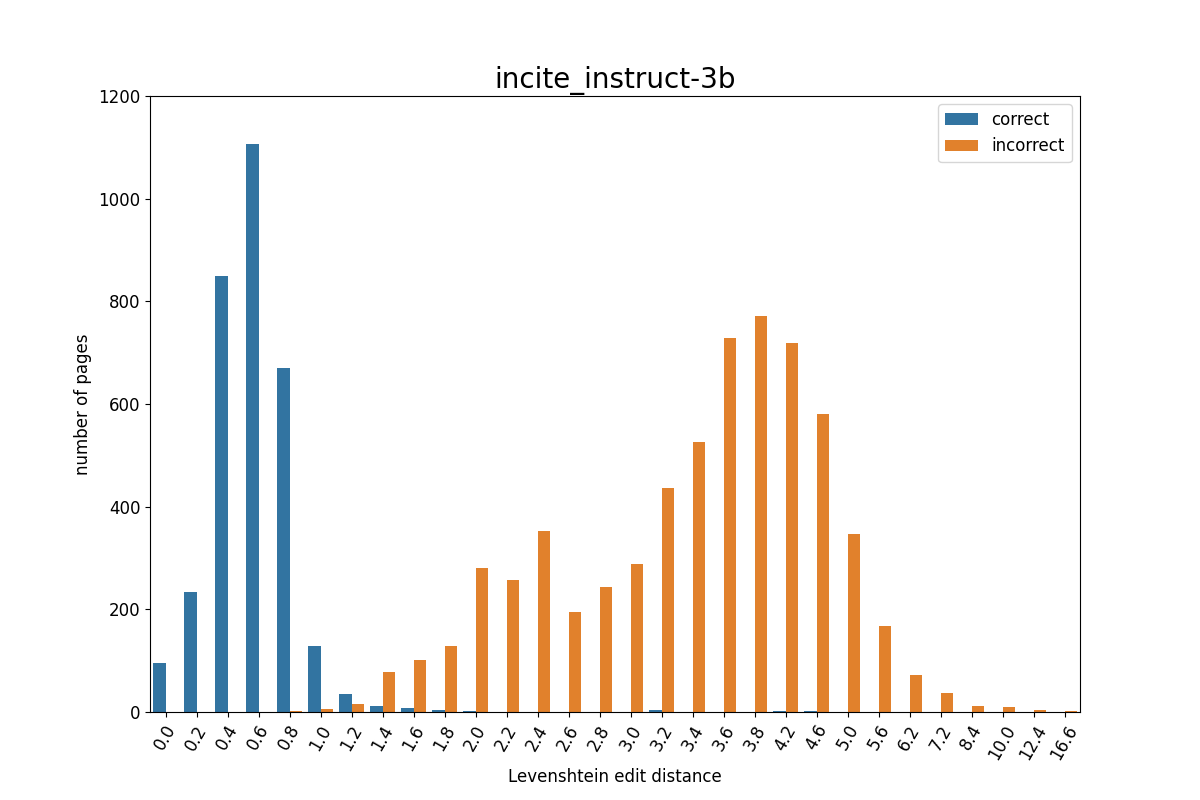 incite_instruct-3b
1200
1000
800
600
400
200
0
number of pages
correct
incorrect
0.0 0.2 0.4 0.6 0.8 1.0 1.2 1.4 1.6 1.8 2.0 2.2 2.4 2.6 2.8 3.0 3.2 3.4 3.6 3.8 4.2 4.6 5.0 5.6 6.2 7.2 8.4 10.0 12.4 16.6
Levenshtein edit distance